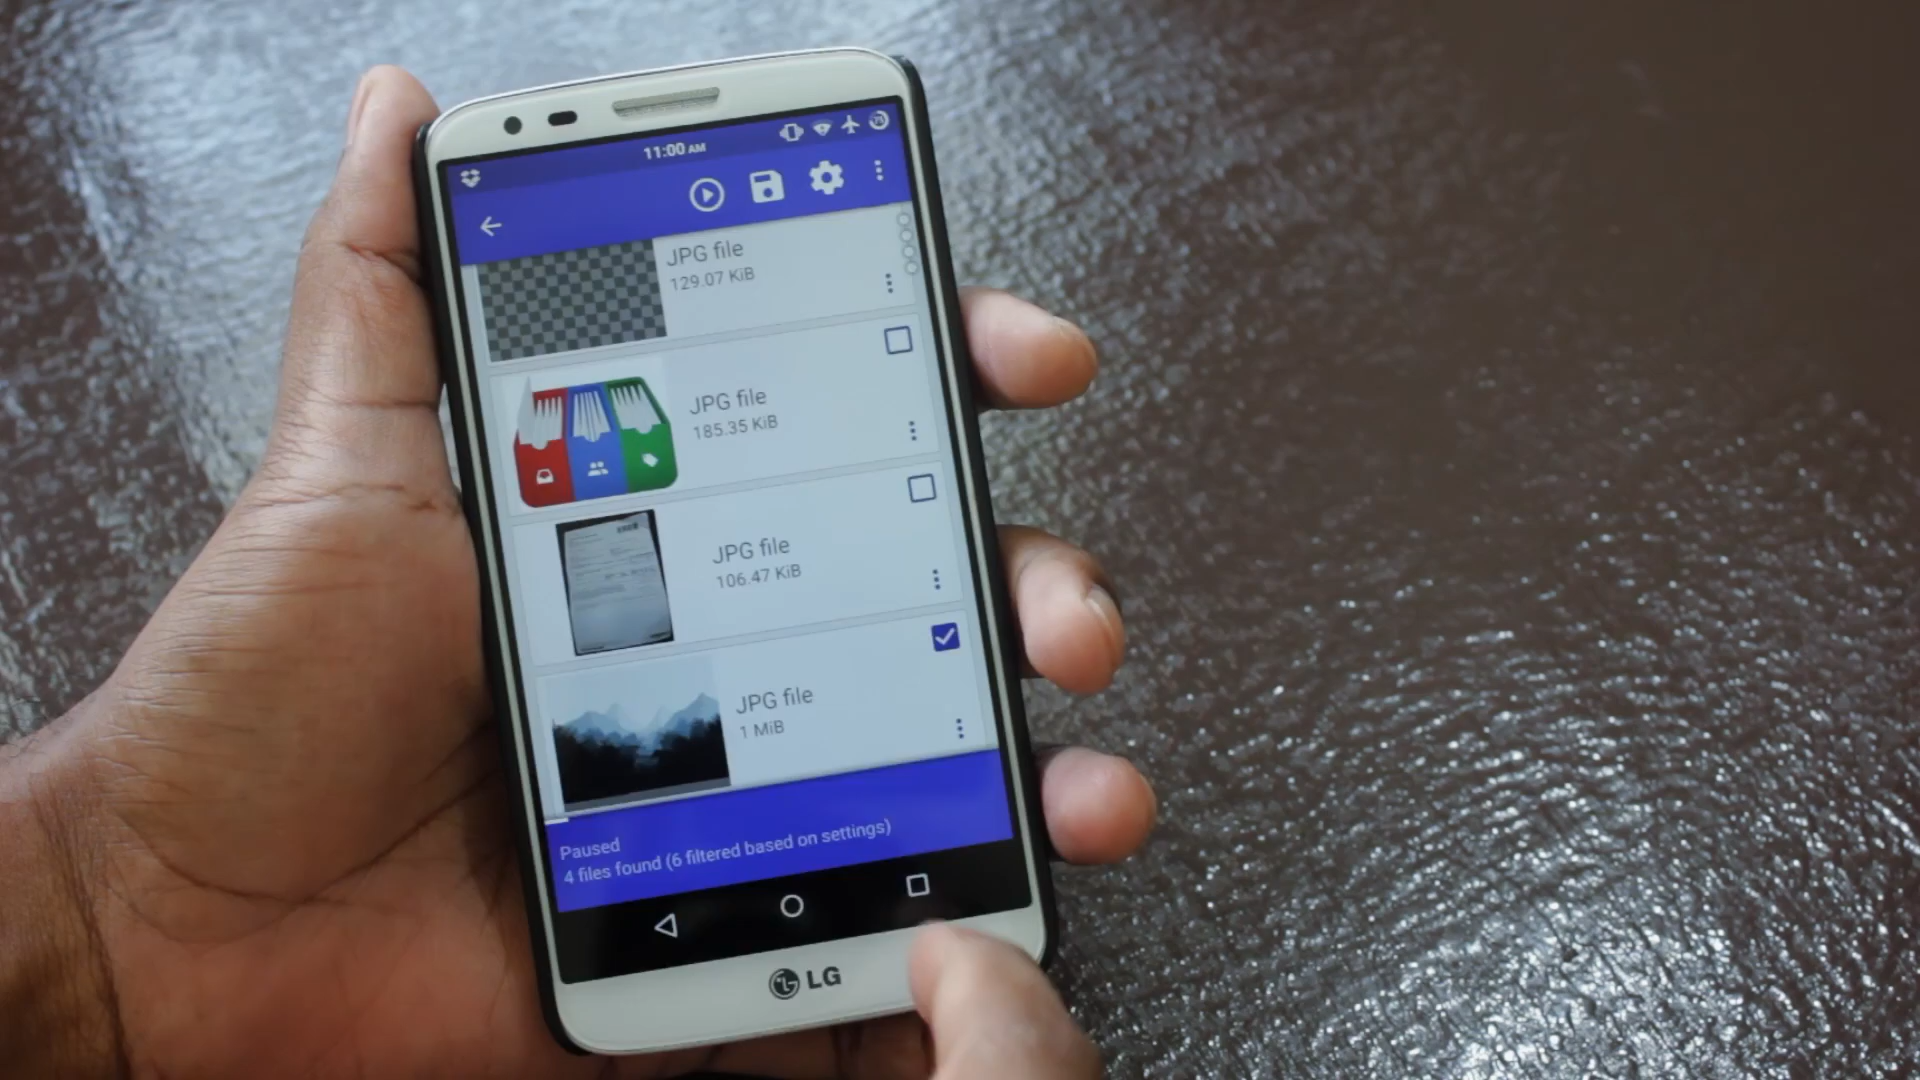 11:00 AM
JPG file
129.07 KiB
JPG file
185.35 KiB
JPG file
106.47 KiB
JPG file
1 MiB
Paused
4 files found (6 filtered based on settings)
LG